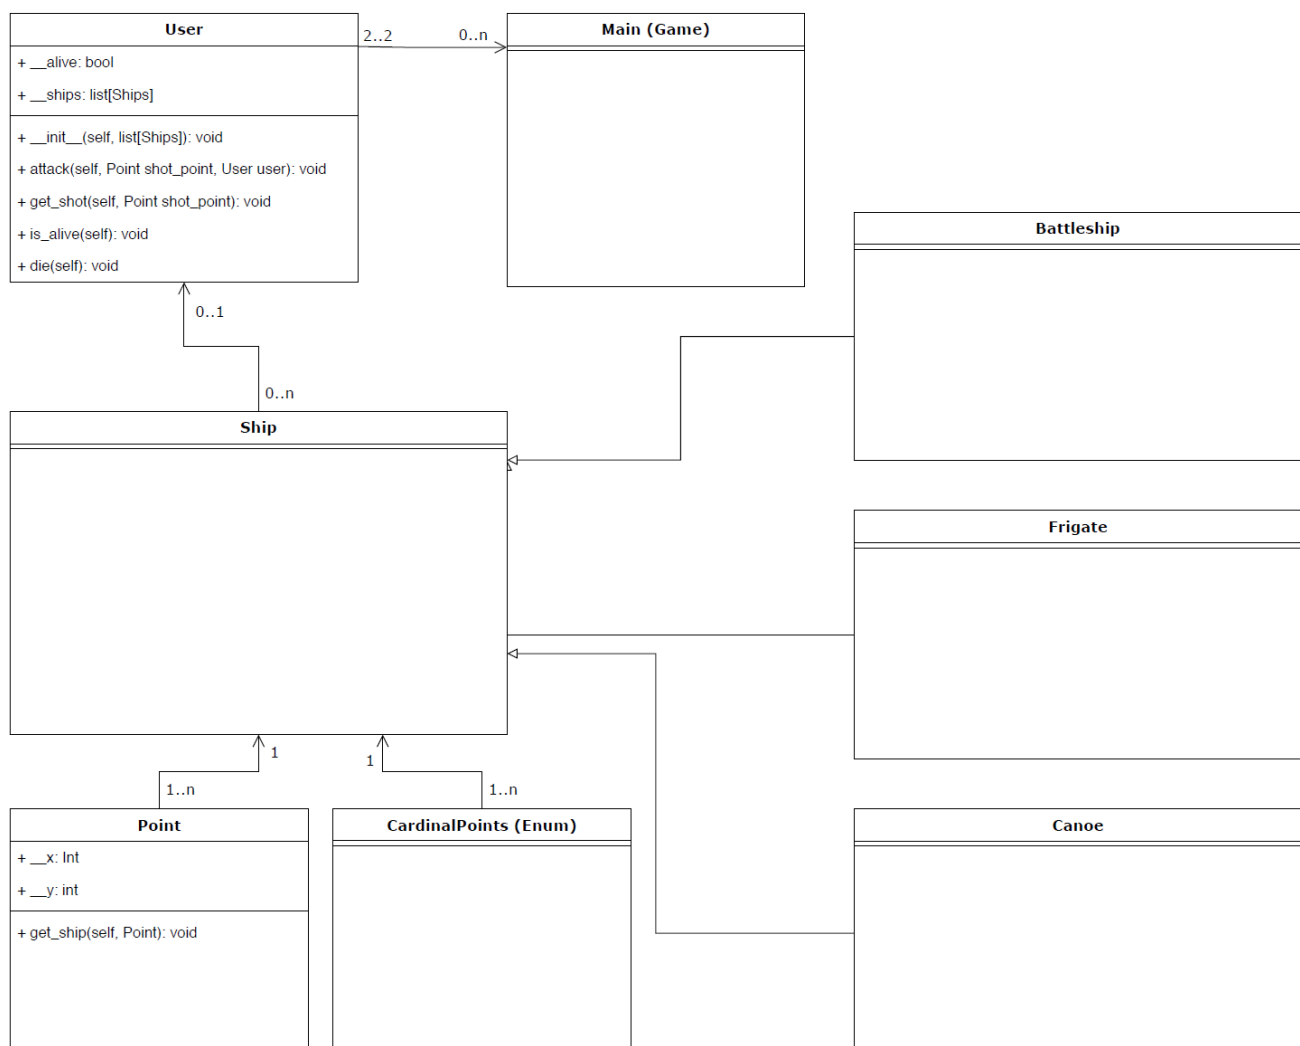 User
+ __alive: bool
+ __ships: list[Ships]
+ __init__(self, list[Ships]): void
+ attack(self, Point shot_point, User user): void
+ get_shot(self, Point shot_point): void
+ is_alive(self): void
+ die(self): void
2..2
0..n
Main (Game)
0..1
0..n
Battleship
Ship
Frigate
1
1
1..n
1..n
Point
+ __x: Int
+ __y: int
+ get_ship(self, Point): void
CardinalPoints (Enum)
Canoe